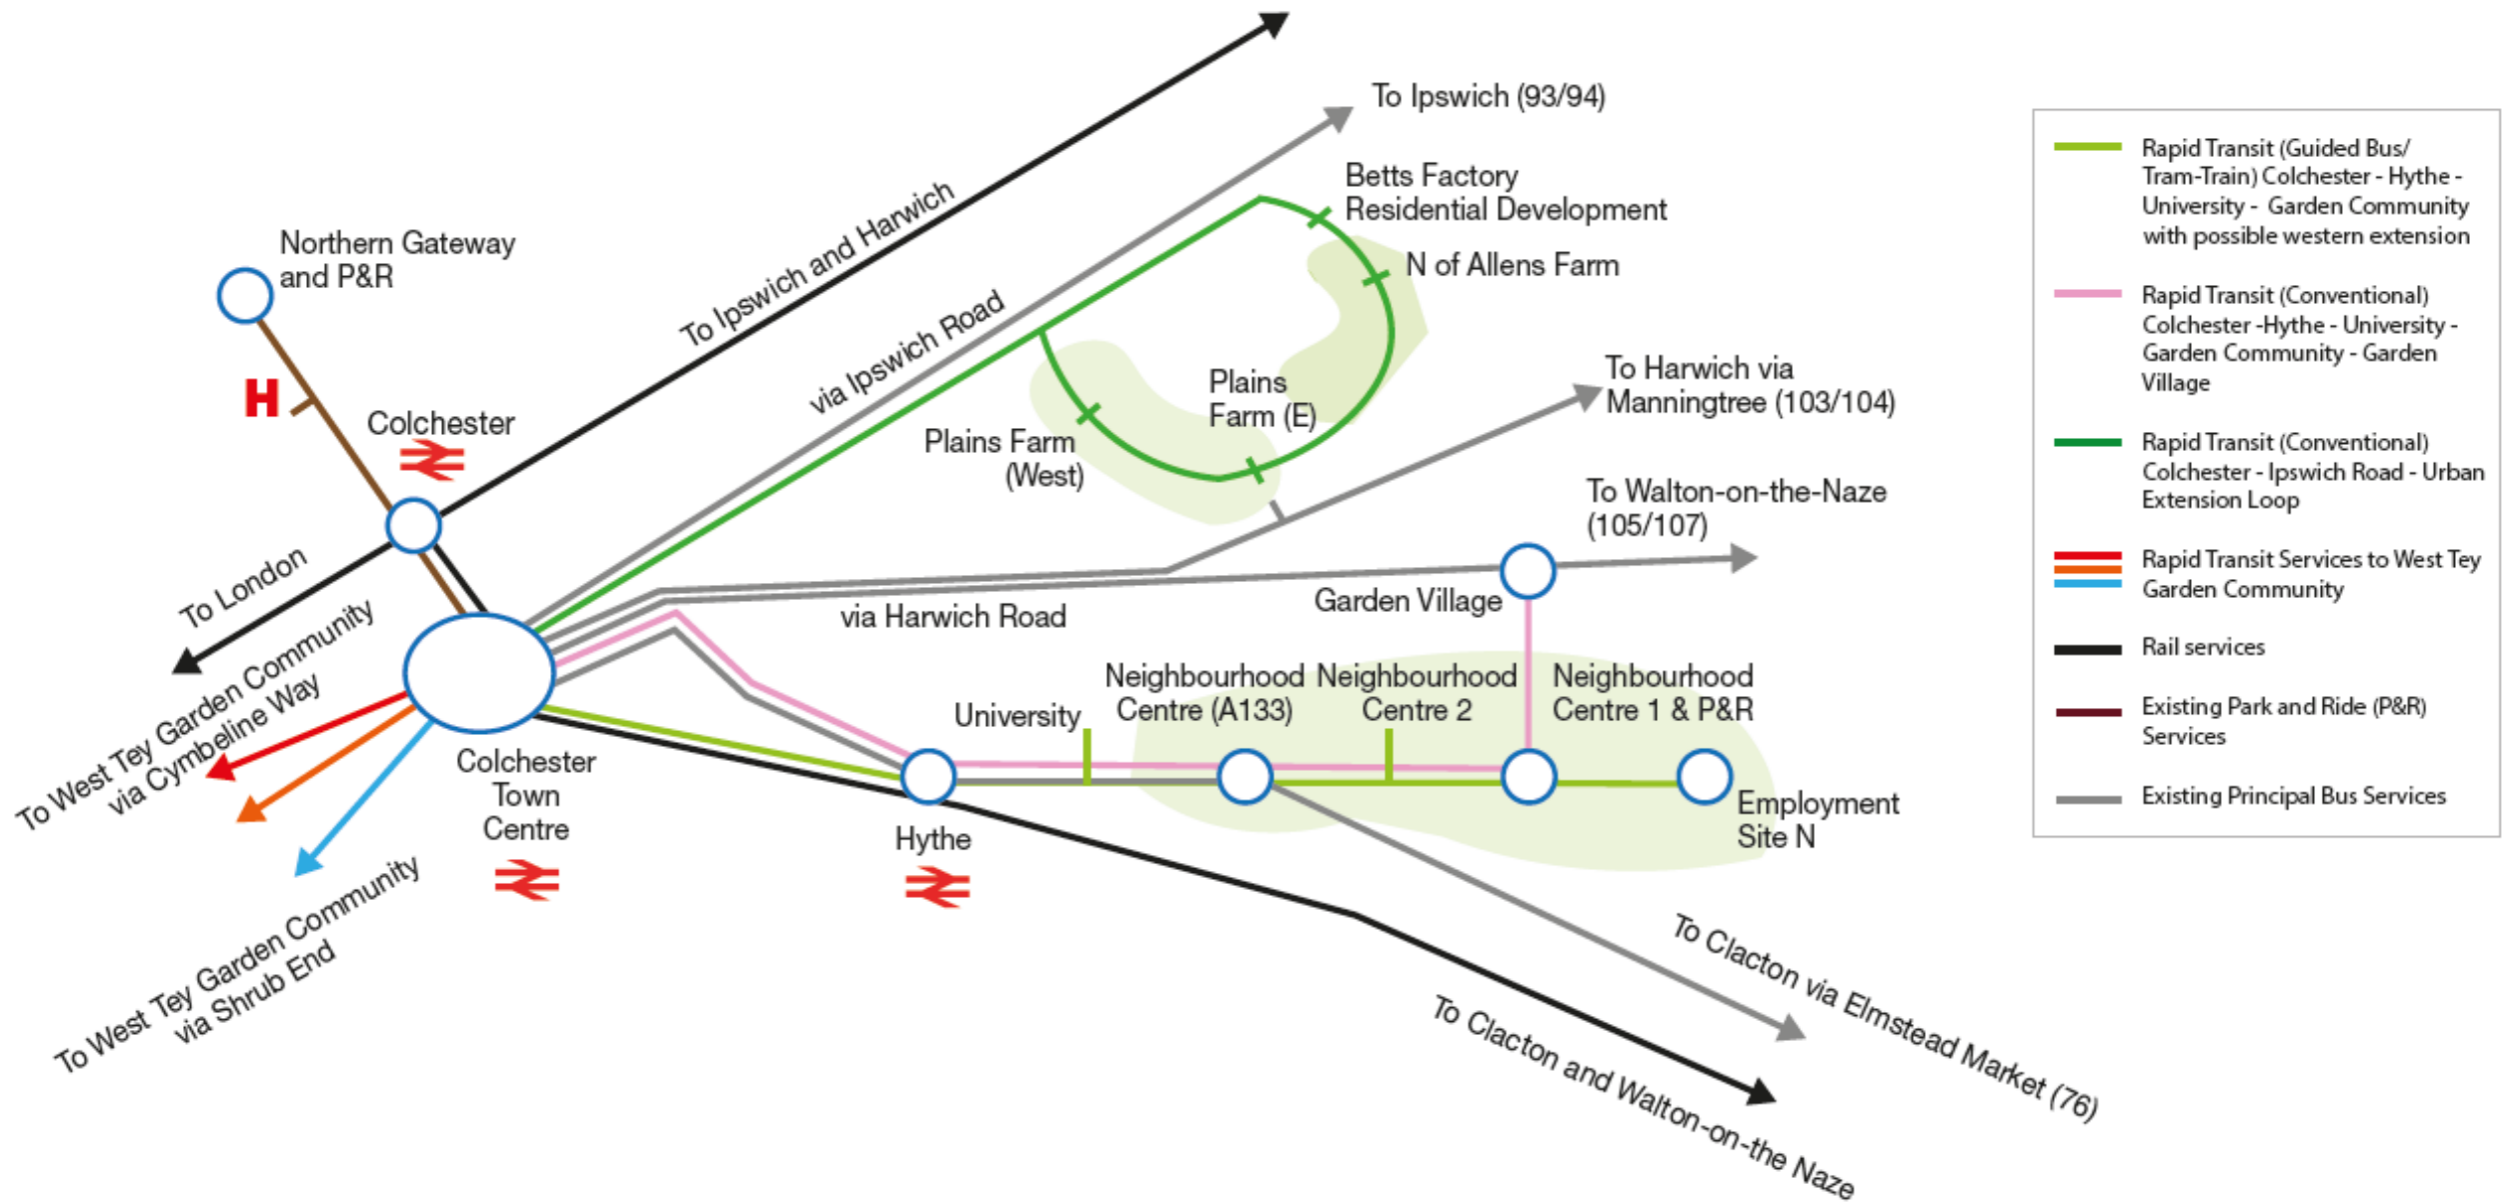 To Ipswich (93/94)
Betts Factory
Residential Development
N of Allens Farm
To Ipswich and Harwich
Northern Gateway
and P&R
via Ipswich Road
H
Colchester
Plains
Farm (E)
To Harwich via
Manningtree (103/104)
Plains Farm
(West)
To Walton-on-the-Naze
(105/107)
To London
Garden Village
via Harwich Road
To West Tey Garden Community
via Cymbeline Way
University
Neighbourhood
Centre (A133)
Neighbourhood
Centre 2
Neighbourhood
Centre 1 & P&R
Colchester
Town
Centre
Hythe
Employment
Site N
To West Tey Garden Community
via Shrub End
To Clacton via Elmstead Market (76)
To Clacton and Walton-on-the Naze
Rapid Transit (Guided Bus/
Tram-Train) Colchester - Hythe -
University - Garden Community
with possible western extension
Rapid Transit (Conventional)
Colchester -Hythe - University -
Garden Community - Garden
Village
Rapid Transit (Conventional)
Colchester - Ipswich Road - Urban
Extension Loop
Rapid Transit Services to West Tey
Garden Community
Rail services
Existing Park and Ride (P&R)
Services
Existing Principal Bus Services